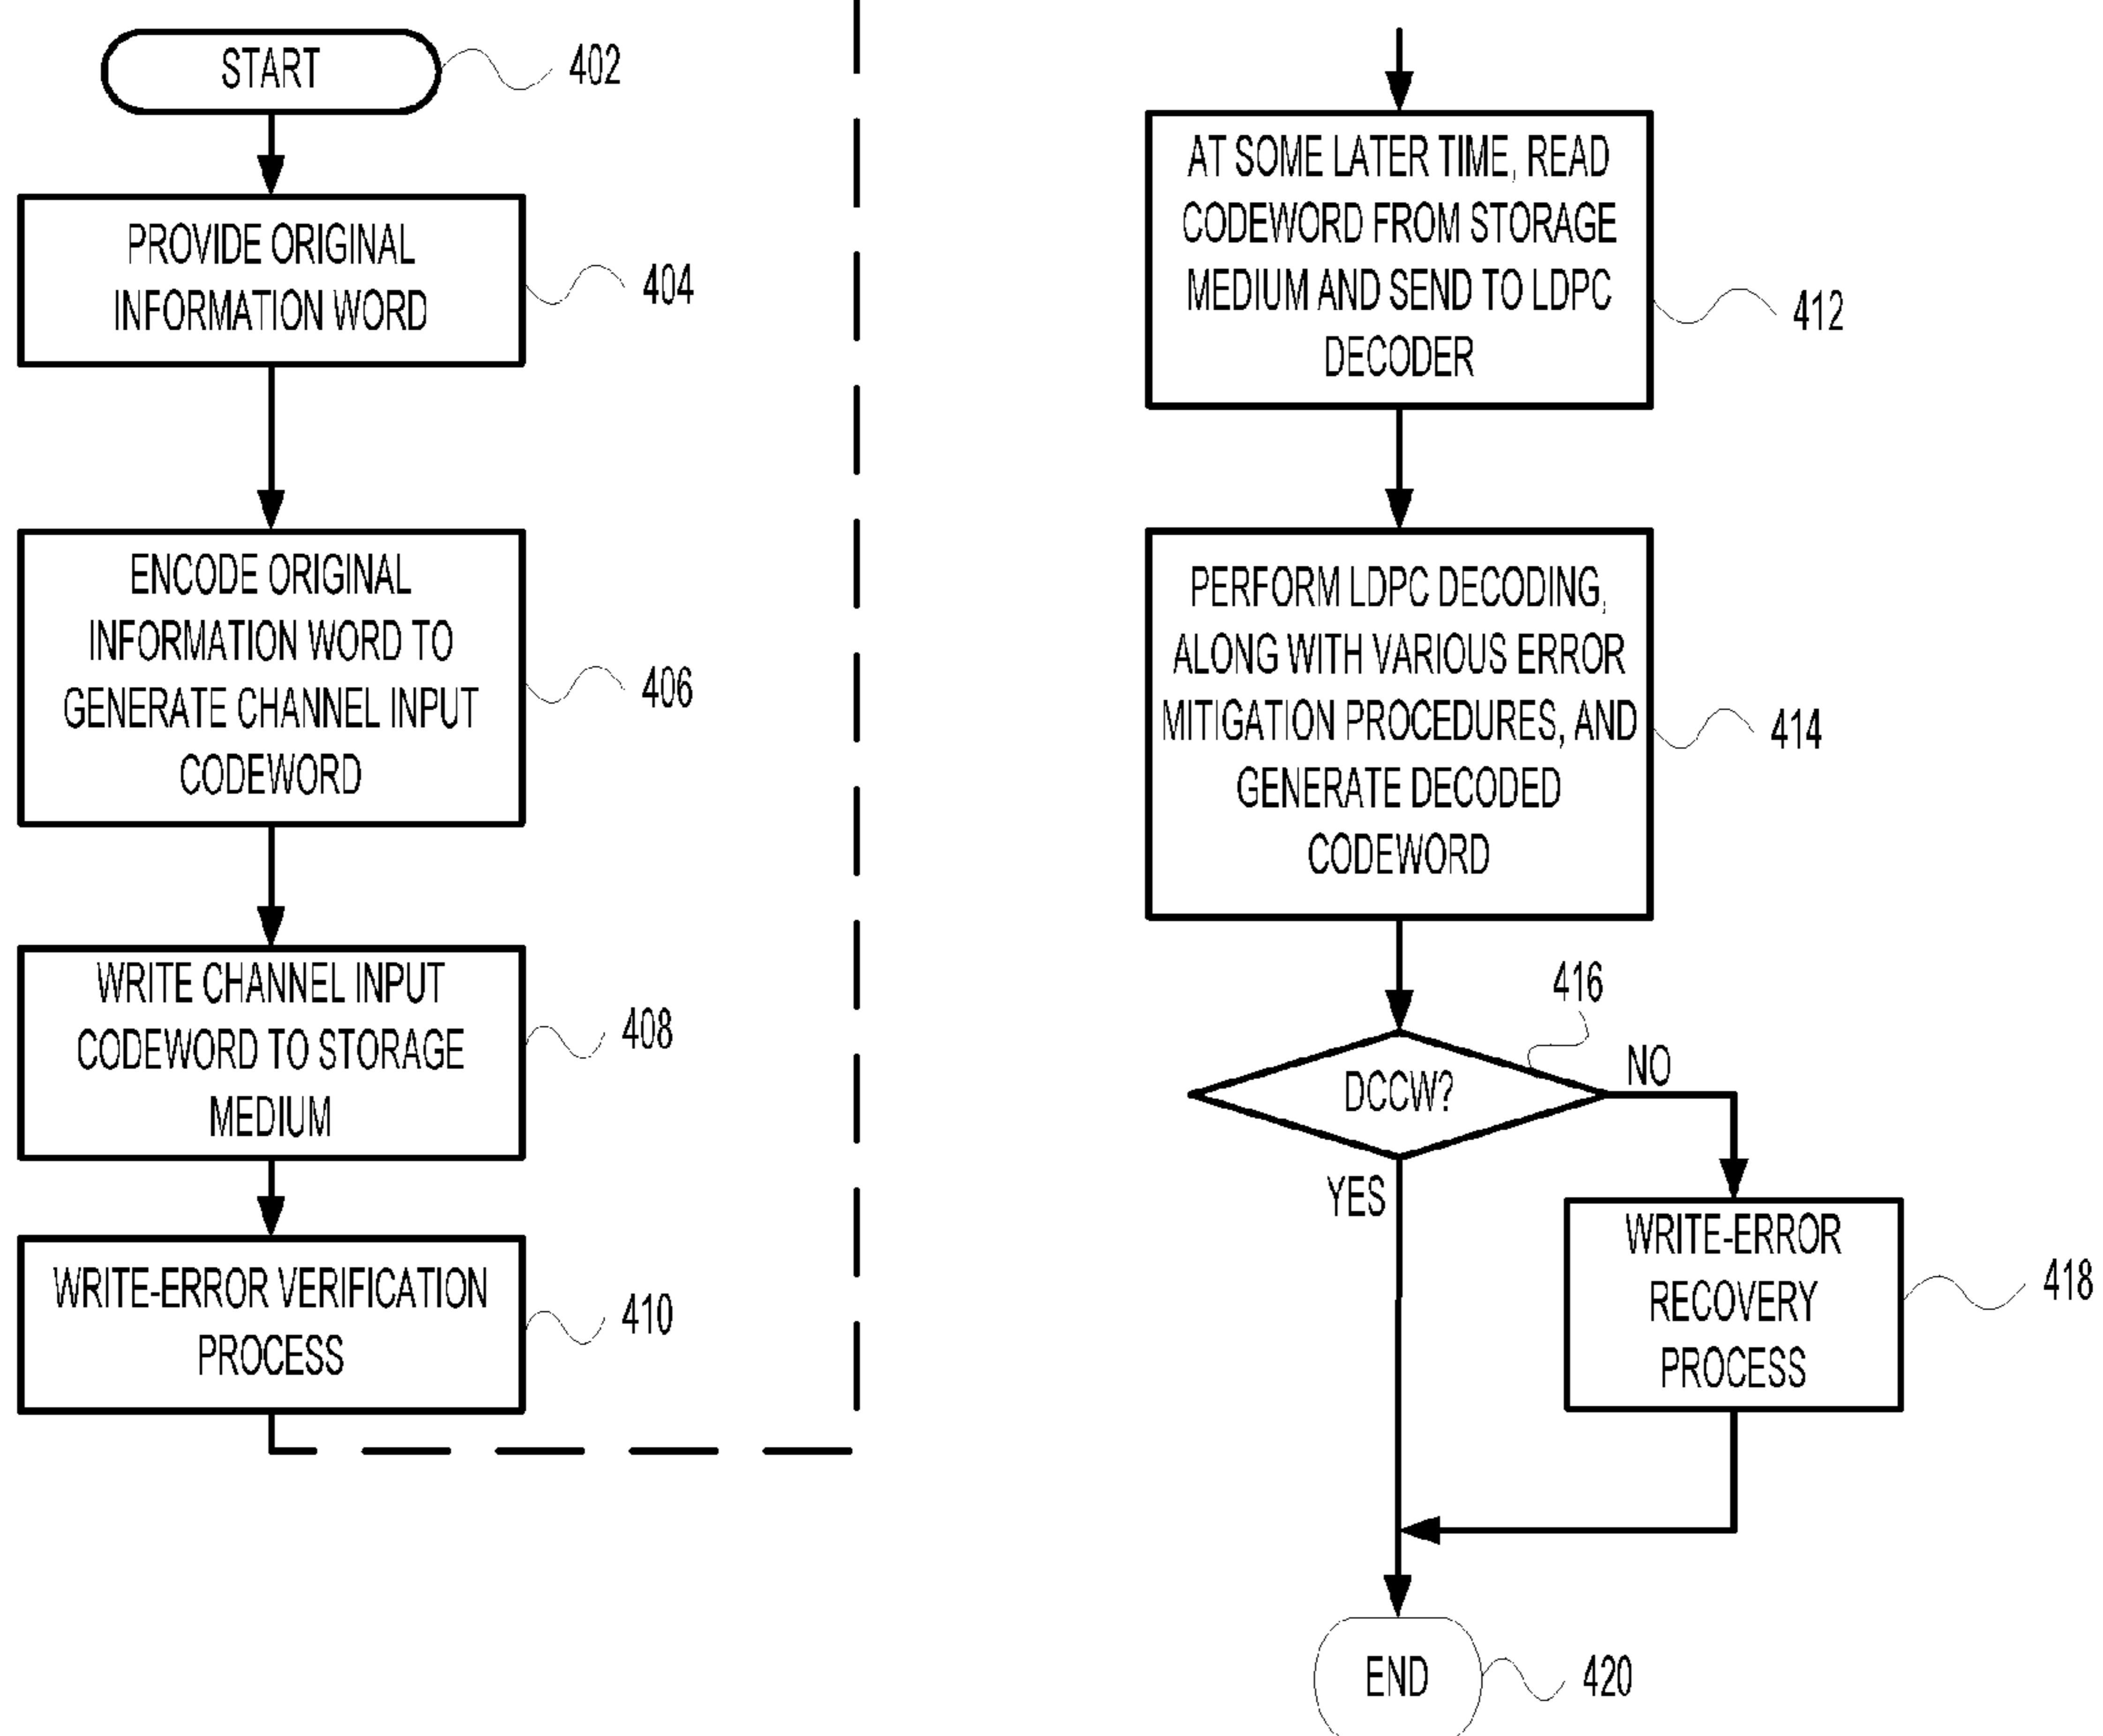 START
402
PROVIDE ORIGINAL
INFORMATION WORD
404
ENCODE ORIGINAL
INFORMATION WORD TO
GENERATE CHANNEL INPUT
CODEWORD
406
WRITE CHANNEL INPUT
CODEWORD TO STORAGE
MEDIUM
408
WRITE-ERROR VERIFICATION
PROCESS
410
AT SOME LATER TIME, READ
CODEWORD FROM STORAGE
MEDIUM AND SEND TO LDPC
DECODER
412
PERFORM LDPC DECODING,
ALONG WITH VARIOUS ERROR
MITIGATION PROCEDURES, AND
GENERATE DECODED
CODEWORD
414
416
DCCW?
NO
YES
WRITE-ERROR
RECOVERY
PROCESS
418
END
420